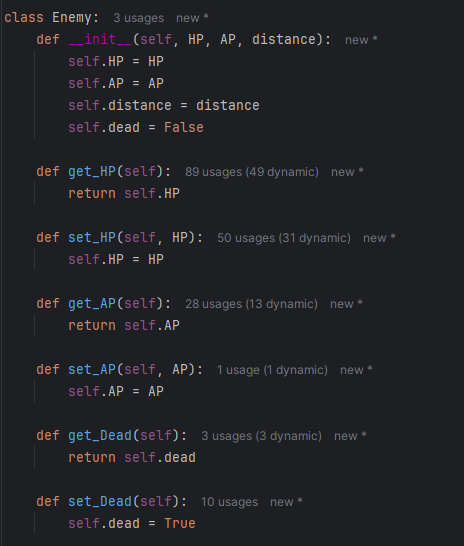 class Enemy:  3 usages  new *
    def __init__(self, HP, AP, distance):  new *
        self.HP = HP
        self.AP = AP
        self.distance = distance
        self.dead = False

    def get_HP(self):  89 usages (49 dynamic)  new *
        return self.HP

    def set_HP(self, HP):  50 usages (31 dynamic)  new *
        self.HP = HP

    def get_AP(self):  28 usages (13 dynamic)  new *
        return self.AP

    def set_AP(self, AP):  1 usage (1 dynamic)  new *
        self.AP = AP

    def get_Dead(self):  3 usages (3 dynamic)  new *
        return self.dead

    def set_Dead(self):  10 usages  new *
        self.dead = True